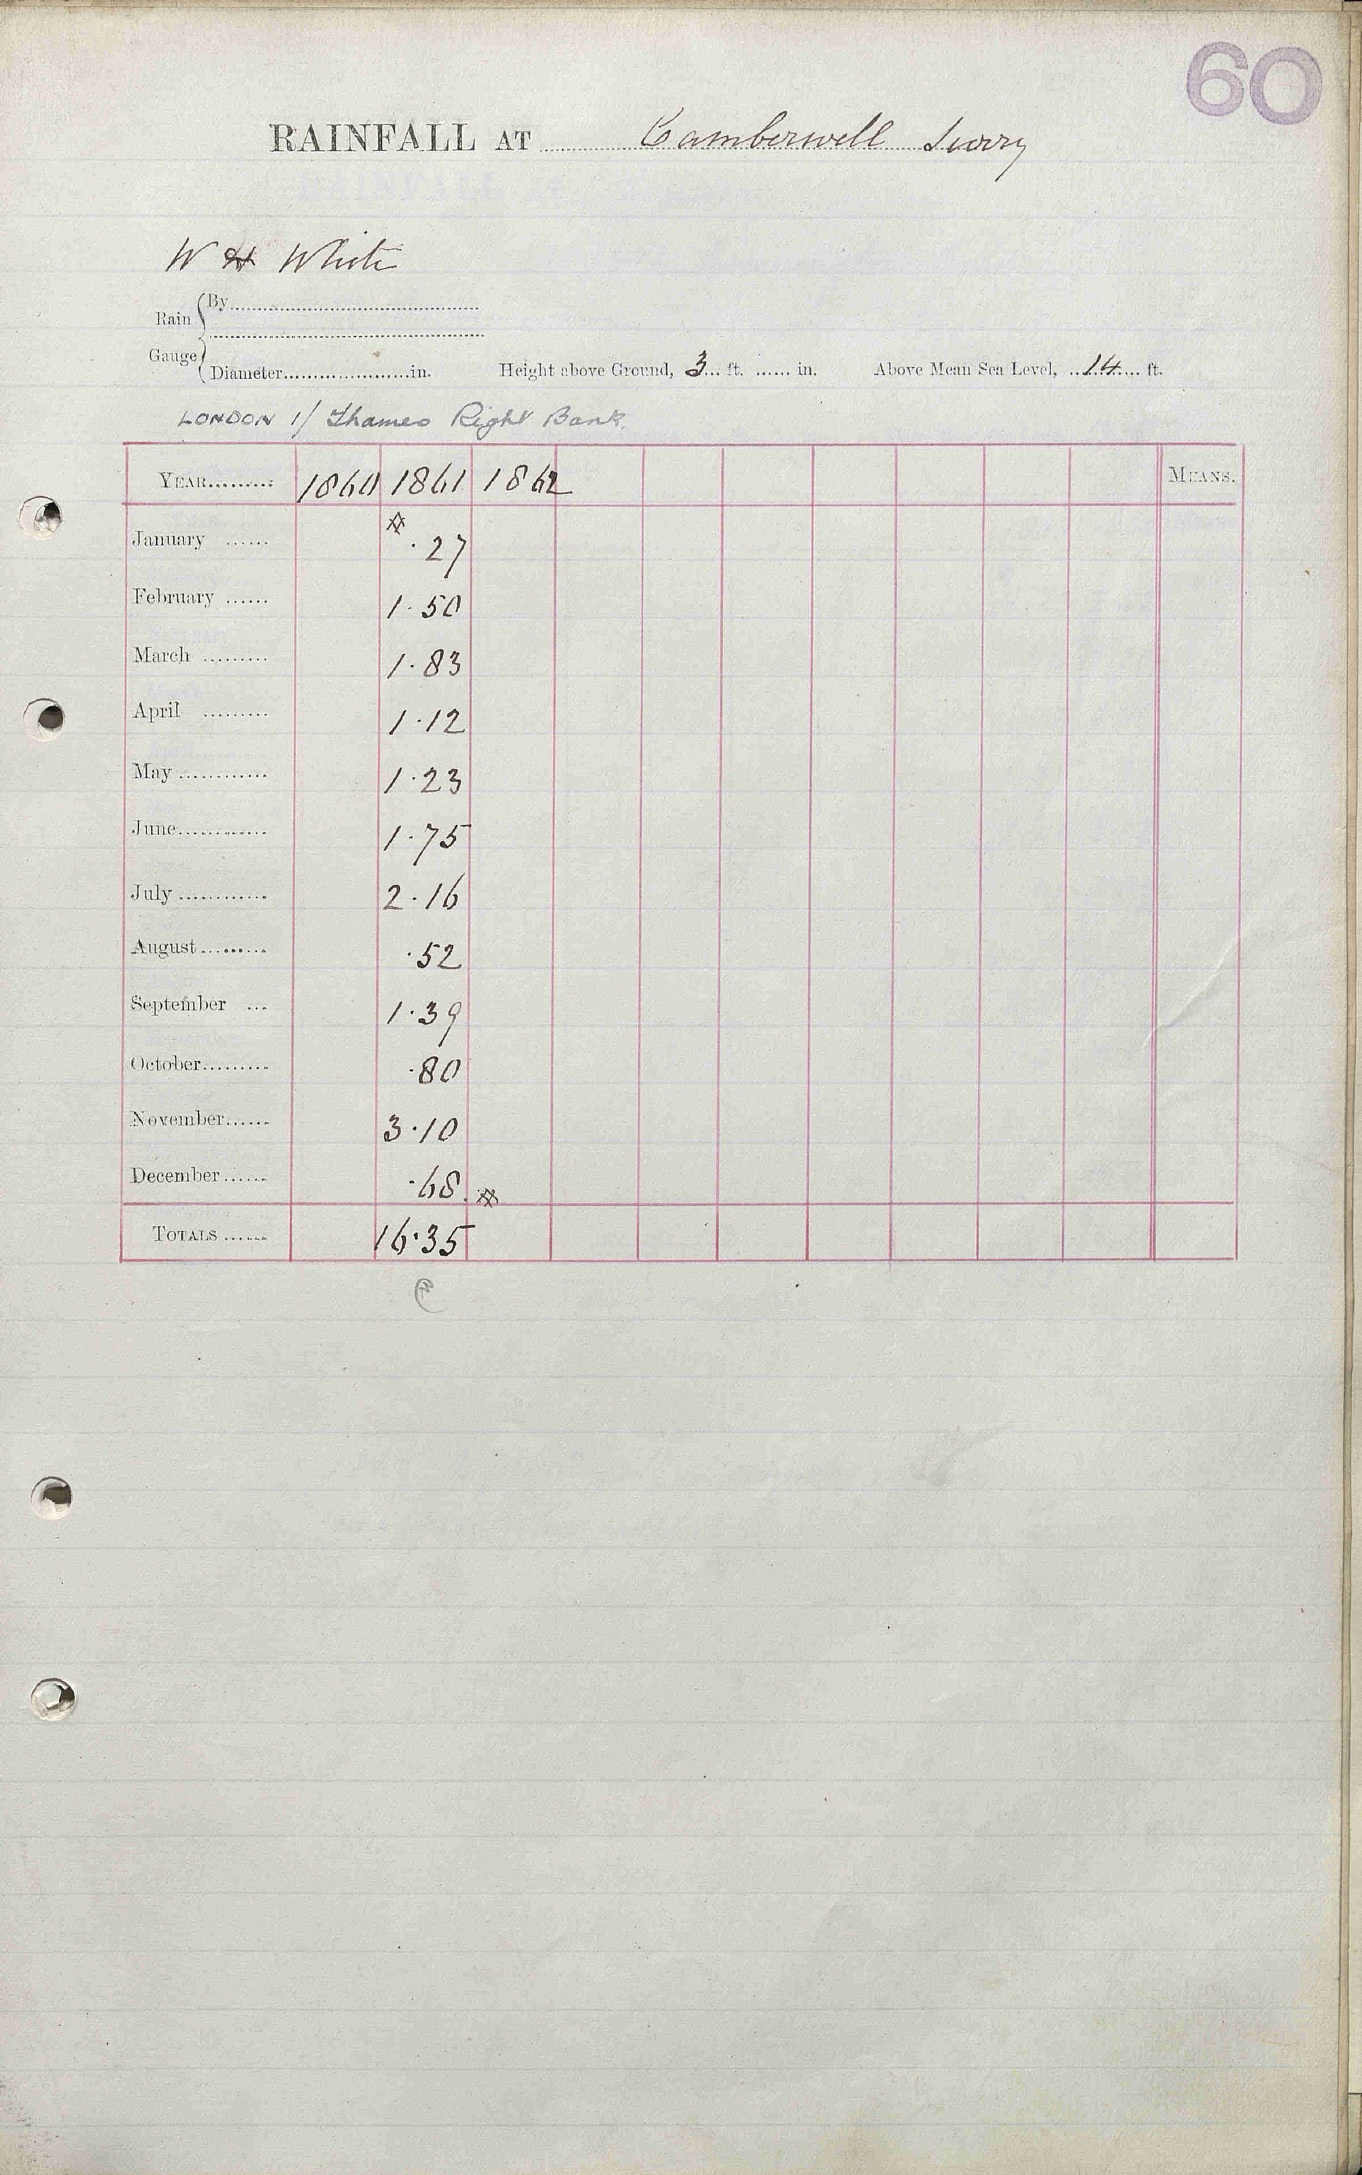 60
RAINFALL AT Camberwell Surrey
W H White
Rain Gauge
By
Diameter in. Height above Ground, 3 ft. in. Above Mean Sea Level, 14 ft.
LONDON 1/ Thames Right Bank.
YEAR 1860 1861 1862 MEANS.
January .27
February 1.50
March 1.83
April 1.12
May 1.23
June 1.75
July 2.16
August .52
September 1.39
October .80
November 3.10
December .68
TOTALS 16.35